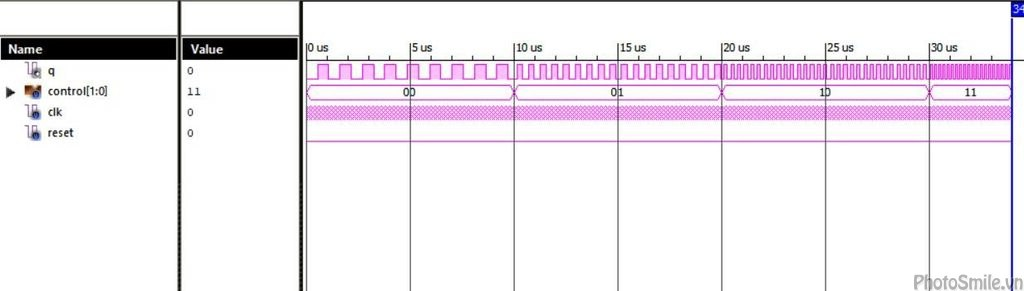 34
Name Value
0 us 5 us 10 us 15 us 20 us 25 us 30 us
q 0
control[1:0] 11 00 01 10 11
clk 0
reset 0
PhotoSmile.vn